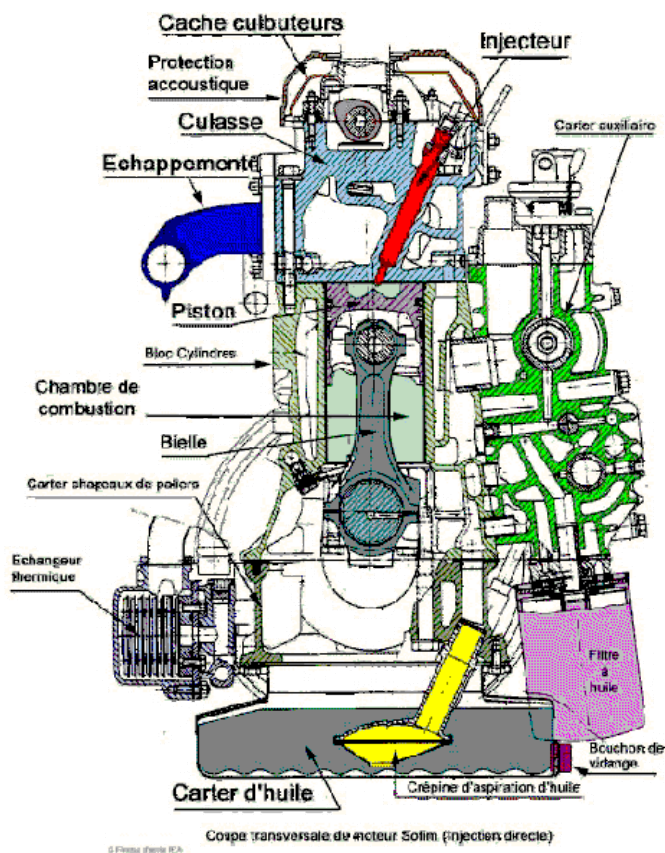 Cache culbuteurs
Injecteur
Protection
accoustique
Carter auxiliaire
Culasse
Echappemonte
Piston
Bloc Cylindres
Chambre de
combustion
Bielle
Carter chapeaux de paliers
Echangeur
thermique
Filtre
à
huile
Bouchon de
vidange
Carter d'huile
Crépine d'aspiration d'huile
Coupe transversale du moteur Sofim (Injection directe)